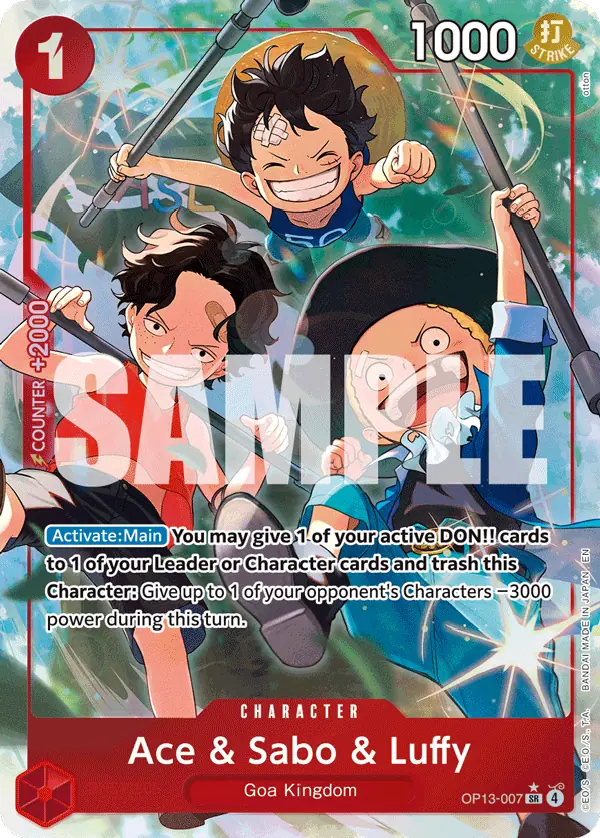 1
1000
打
STRIKE
otton
ASL
COUNTER +2000
SAMPLE
Activate:Main You may give 1 of your active DON!! cards
to 1 of your Leader or Character cards and trash this
Character: Give up to 1 of your opponent's Characters −3000
power during this turn.
CHARACTER
Ace & Sabo & Luffy
Goa Kingdom
OP13-007 SR 4
©E.O/S., ©E.O./S.,T.A. BANDAI MADE IN JAPAN EN